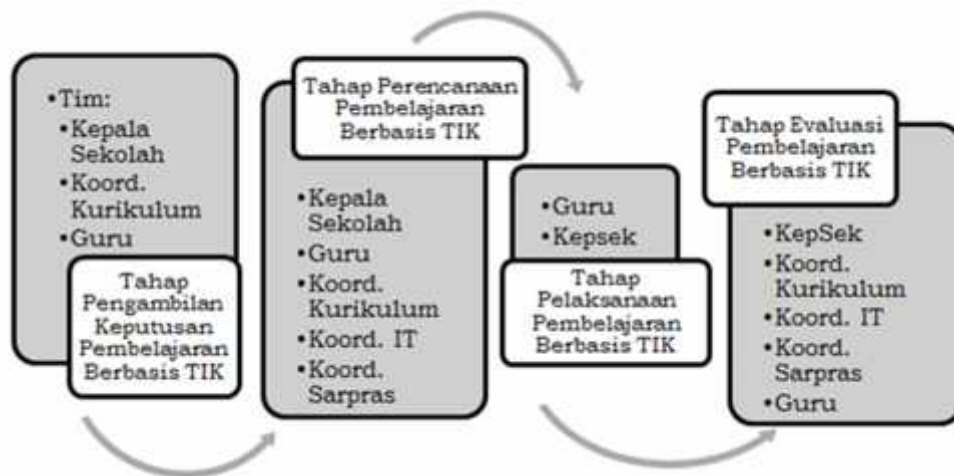 •Tim:
•Kepala
Sekolah
•Koord.
Kurikulum
•Guru
Tahap
Pengambilan
Keputusan
Pembelajaran
Berbasis TIK
Tahap Perencanaan
Pembelajaran
Berbasis TIK
•Kepala
Sekolah
•Guru
•Koord.
Kurikulum
•Koord. IT
•Koord.
Sarpras
•Guru
•Kepsek
Tahap
Pelaksanaan
Pembelajaran
Berbasis TIK
Tahap Evaluasi
Pembelajaran
Berbasis TIK
•KepSek
•Koord.
Kurikulum
•Koord. IT
•Koord.
Sarpras
•Guru